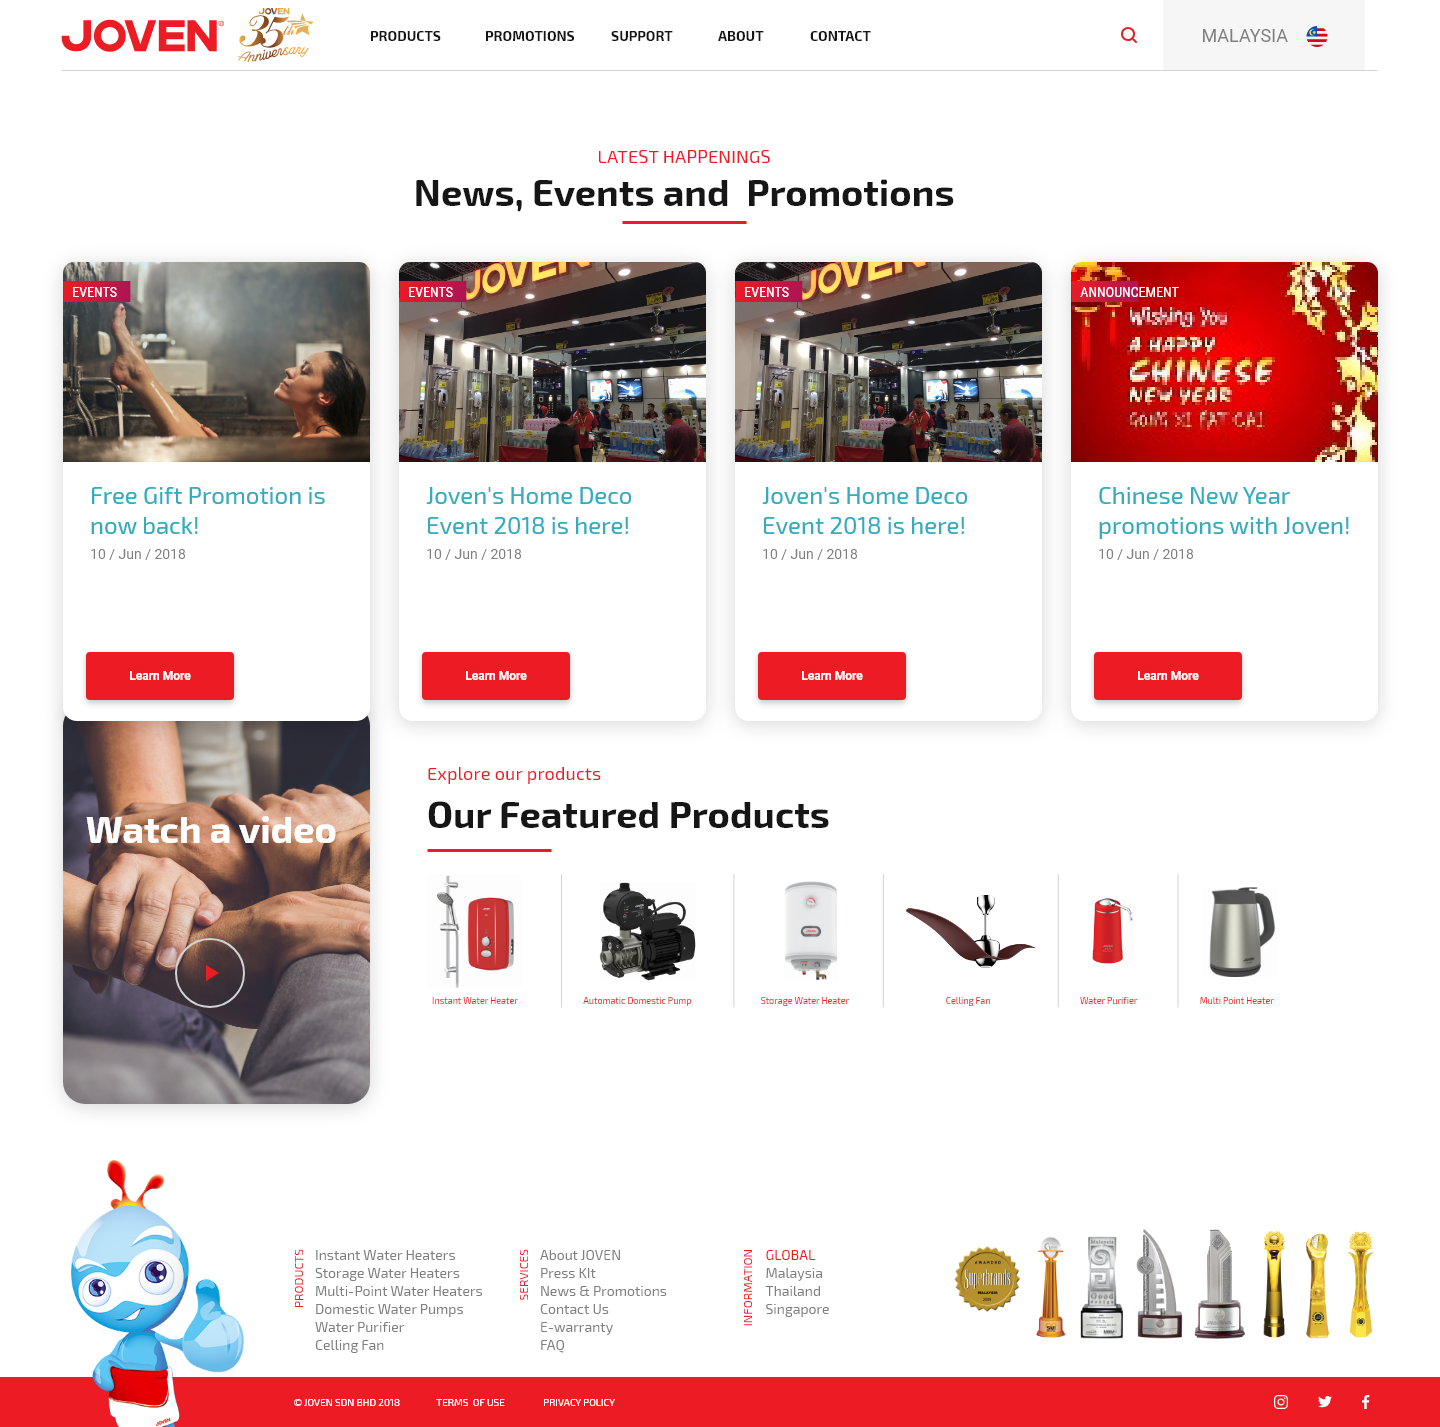 JOVEN®
JOVEN
35th
Anniversary
PRODUCTS
PROMOTIONS
SUPPORT
ABOUT
CONTACT
MALAYSIA
LATEST HAPPENINGS
News, Events and Promotions
EVENTS
Free Gift Promotion is
now back!
10 / Jun / 2018
Learn More
EVENTS
JOVEN
Joven's Home Deco
Event 2018 is here!
10 / Jun / 2018
Learn More
EVENTS
JOVEN
Joven's Home Deco
Event 2018 is here!
10 / Jun / 2018
Learn More
ANNOUNCEMENT
Wishing You
A HAPPY
CHINESE
NEW YEAR
GONG XI FAT CAI
Chinese New Year
promotions with Joven!
10 / Jun / 2018
Learn More
Watch a video
Explore our products
Our Featured Products
Instant Water Heater
Automatic Domestic Pump
Storage Water Heater
Celling Fan
Water Purifier
Multi Point Heater
PRODUCTS
Instant Water Heaters
Storage Water Heaters
Multi-Point Water Heaters
Domestic Water Pumps
Water Purifier
Celling Fan
SERVICES
About JOVEN
Press KIt
News & Promotions
Contact Us
E-warranty
FAQ
INFORMATION
GLOBAL
Malaysia
Thailand
Singapore
AWARDED
Superbrands
MALAYSIA
JOVEN
© JOVEN SDN BHD 2018
TERMS OF USE
PRIVACY POLICY